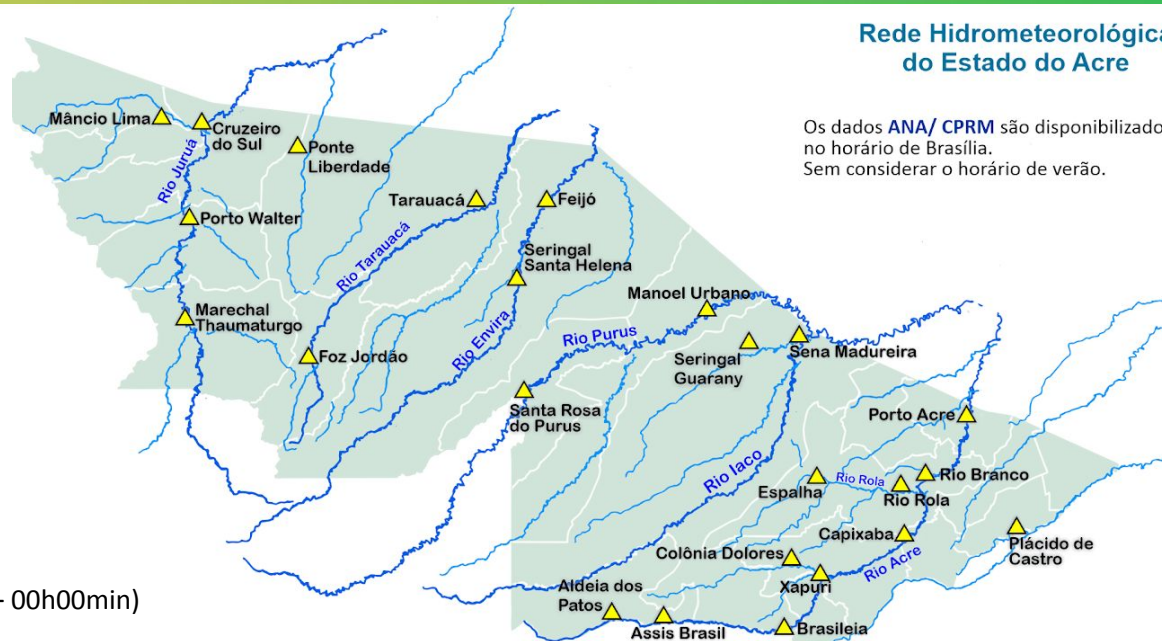 Rede Hidrometeorológica
do Estado do Acre
Os dados ANA/ CPRM são disponibilizado
no horário de Brasília.
Sem considerar o horário de verão.
Mâncio Lima
Cruzeiro
do Sul
Ponte
Liberdade
Rio Juruá
Porto Walter
Tarauacá
Feijó
Rio Tarauacá
Seringal
Santa Helena
Marechal
Thaumaturgo
Foz Jordão
Rio Envira
Manoel Urbano
Rio Purus
Seringal
Guarany
Sena Madureira
Santa Rosa
do Purus
Porto Acre
Rio Iaco
Espalha
Rio Rola
Rio Rola
Rio Branco
Capixaba
Plácido de
Castro
Colônia Dolores
Rio Acre
Xapuri
Aldeia dos
Patos
Assis Brasil
Brasileia
- 00h00min)